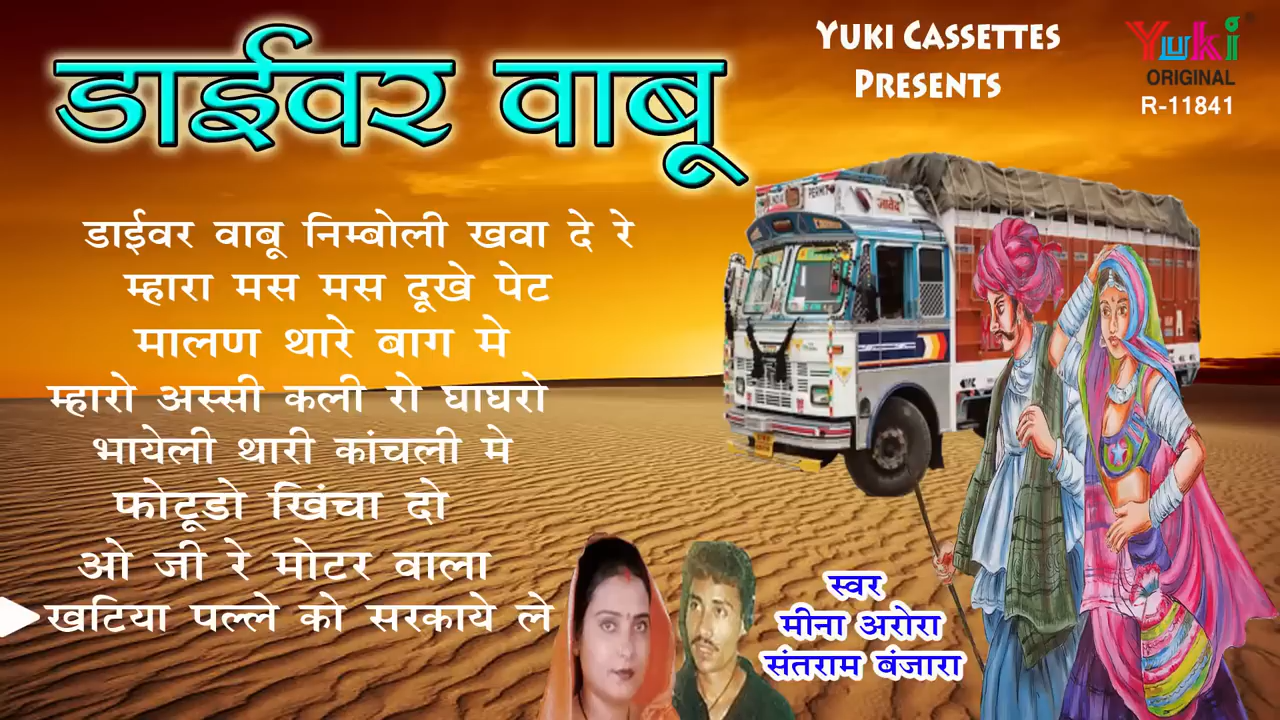 डाईवर वाबू
YUKI CASSETTES
PRESENTS
Yuki
ORIGINAL
R-11841
डाईवर वाबू निम्बोली खवा दे रे
म्हारा मस मस दूखे पेट
मालण थारे बाग मे
म्हारो अस्सी कली रो घाघरो
भायेली थारी कांचली मे
फोटूडो खिंचा दो
ओ जी रे मोटर वाला
खटिया पल्ले को सरकाये ले
PERMIT
जावेद
स्वर
मीना अरोरा
संतराम बंजारा